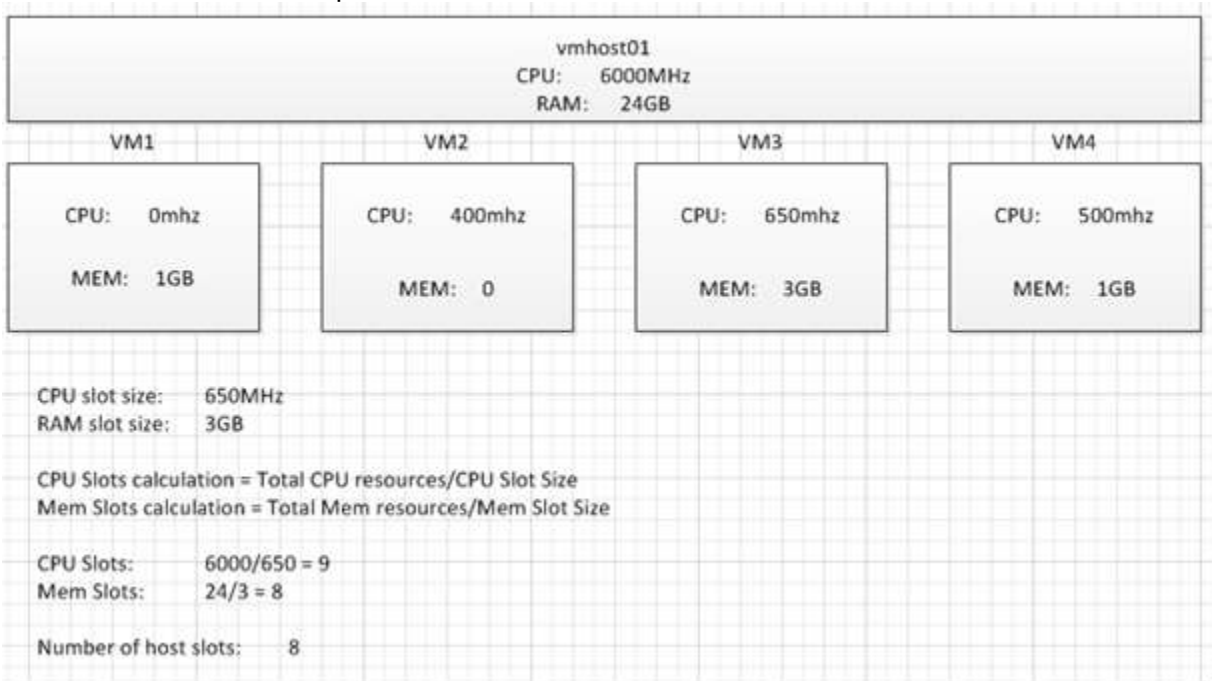 vmhost01
CPU: 6000MHz
RAM: 24GB
VM1 VM2 VM3 VM4
CPU: 0mhz CPU: 400mhz CPU: 650mhz CPU: 500mhz
MEM: 1GB MEM: 0 MEM: 3GB MEM: 1GB
CPU slot size: 650MHz
RAM slot size: 3GB
CPU Slots calculation = Total CPU resources/CPU Slot Size
Mem Slots calculation = Total Mem resources/Mem Slot Size
CPU Slots: 6000/650 = 9
Mem Slots: 24/3 = 8
Number of host slots: 8